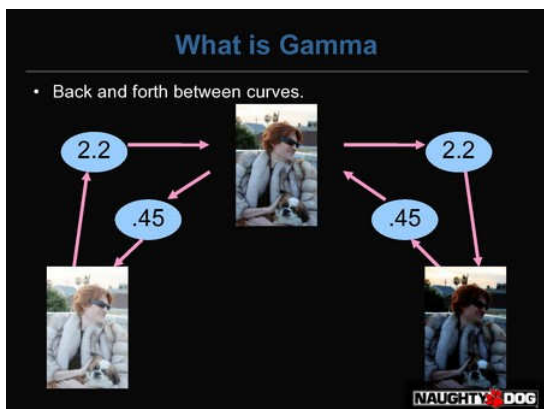 What is Gamma
• Back and forth between curves.
2.2
2.2
.45
.45
NAUGHTY DOG